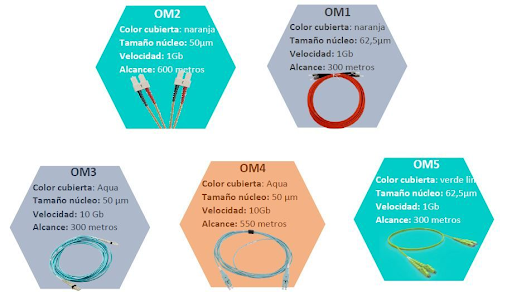 OM2
Color cubierta: naranja
Tamaño núcleo: 50µm
Velocidad: 1Gb
Alcance: 600 metros
OM1
Color cubierta: naranja
Tamaño núcleo: 62,5µm
Velocidad: 1Gb
Alcance: 300 metros
OM3
Color cubierta: Aqua
Tamaño núcleo: 50 µm
Velocidad: 10 Gb
Alcance: 300 metros
OM4
Color cubierta: Aqua
Tamaño núcleo: 50 µm
Velocidad: 10Gb
Alcance: 550 metros
OM5
Color cubierta: verde
Tamaño núcleo: 62,5µm
Velocidad: 1Gb
Alcance: 300 metros